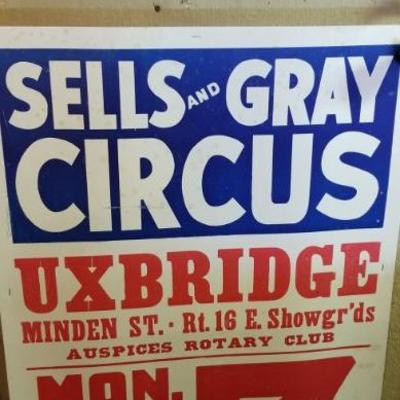 SELLS AND GRAY
CIRCUS
UXBRIDGE
MINDEN ST. · Rt. 16 E. Showgr'ds
AUSPICES ROTARY CLUB
MON.